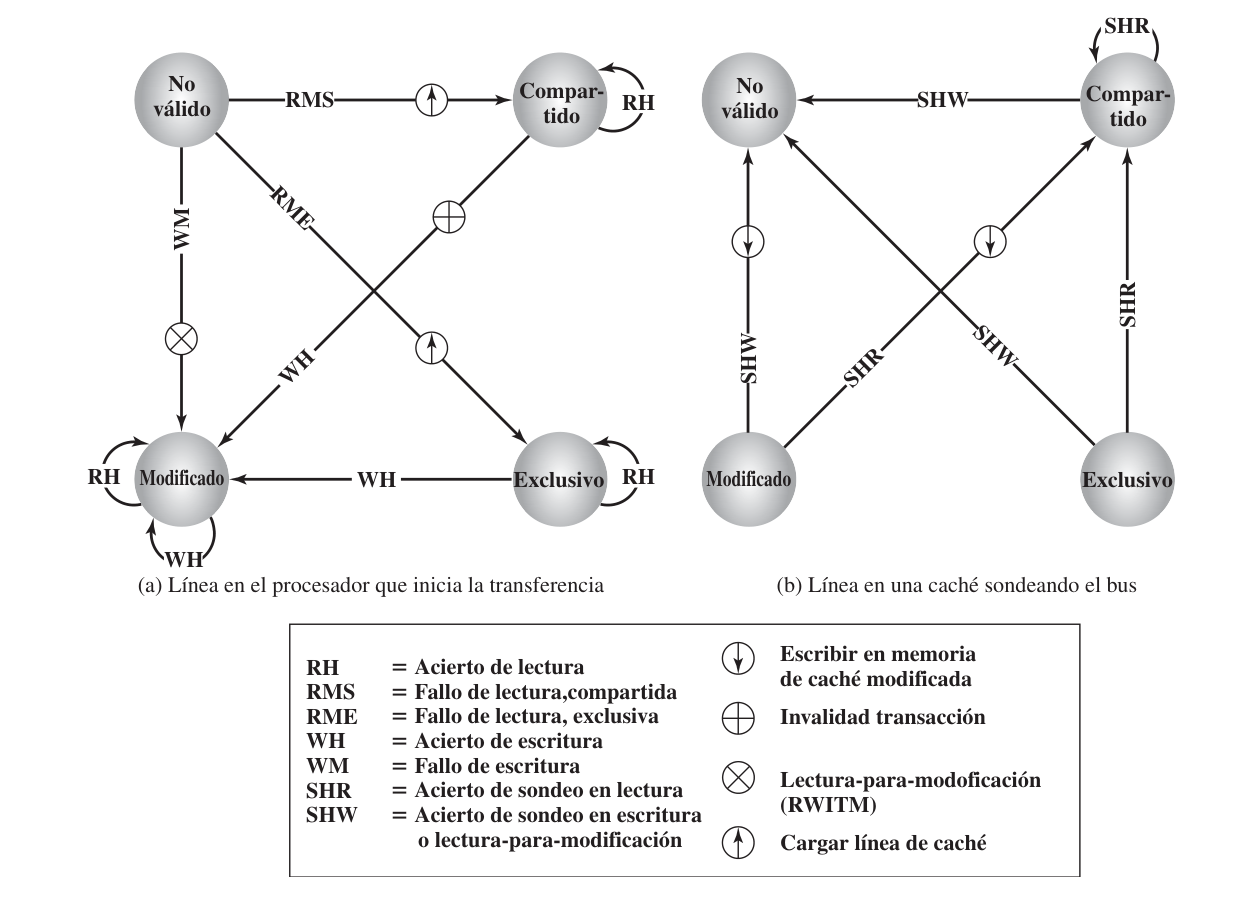 SHR
No
válido
RMS
Compar-
tido
RH
No
válido
SHW
Compar-
tido
RME
WM
SHR
WH
SHW
SHR
SHW
RH
Modificado
WH
Exclusivo
RH
Modificado
Exclusivo
WH
(a) Línea en el procesador que inicia la transferencia
(b) Línea en una caché sondeando el bus
RH = Acierto de lectura
RMS = Fallo de lectura,compartida
RME = Fallo de lectura, exclusiva
WH = Acierto de escritura
WM = Fallo de escritura
SHR = Acierto de sondeo en lectura
SHW = Acierto de sondeo en escritura
o lectura-para-modificación
Escribir en memoria
de caché modificada
Invalidad transacción
Lectura-para-modoficación
(RWITM)
Cargar línea de caché